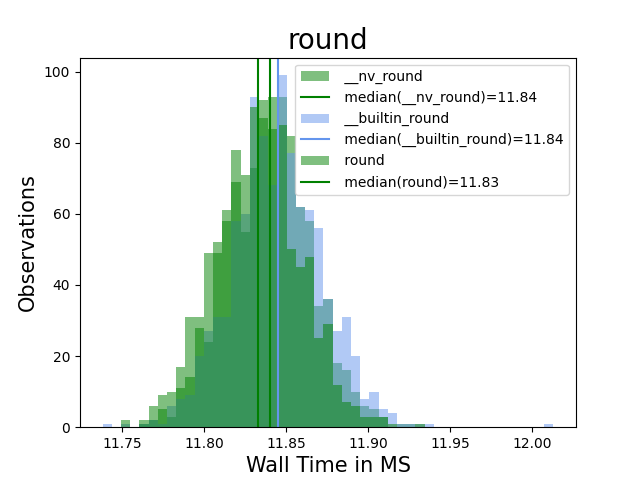 round
100
80
60
40
20
0
Observations
__nv_round
median(__nv_round)=11.84
__builtin_round
median(__builtin_round)=11.84
round
median(round)=11.83
11.75
11.80
11.85
11.90
11.95
12.00
Wall Time in MS